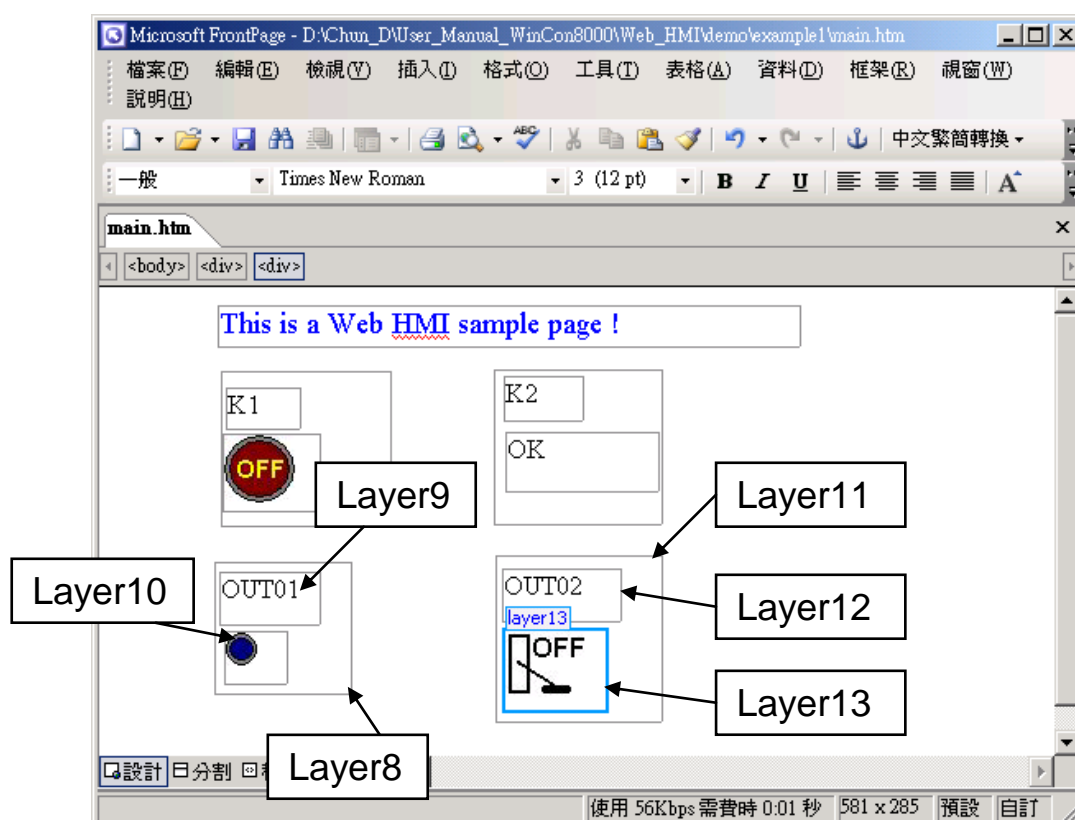 Microsoft FrontPage - D:\Chun_D\User_Manual_WinCon8000\Web_HMI\demo\example1\main.htm
檔案(F) 編輯(E) 檢視(V) 插入(I) 格式(O) 工具(T) 表格(A) 資料(D) 框架(R) 視窗(W)
說明(H)
ABC 中文繁簡轉換
一般 Times New Roman 3 (12 pt) B I U A
main.htm
<body> <div> <div>
This is a Web HMI sample page !
K1 K2
OFF OK
Layer9 Layer11
Layer10 OUT01 OUT02 Layer12
layer13
OFF
Layer13
Layer8
設計 分割
使用 56Kbps 需費時 0:01 秒 581 x 285 預設 自訂